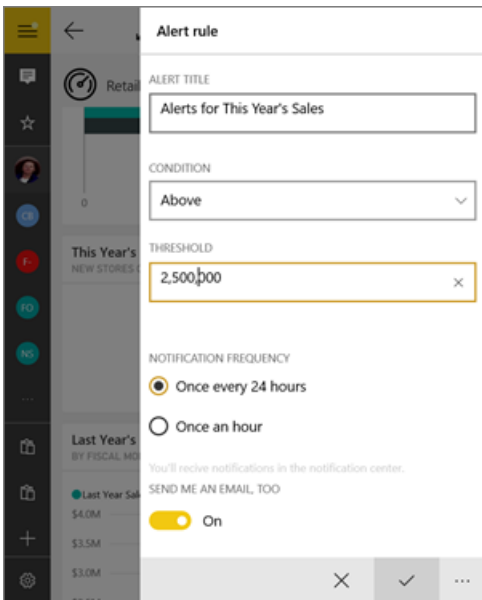 Alert rule
Retail
ALERT TITLE
Alerts for This Year's Sales
0
CONDITION
Above
CB
This Year's
NEW STORES
THRESHOLD
2,500,000
F-
FO
NS
NOTIFICATION FREQUENCY
Once every 24 hours
Once an hour
Last Year's
BY FISCAL MO
You'll recive notifications in the notification center.
SEND ME AN EMAIL, TOO
Last Year Sal
$4.0M
On
$3.5M
$3.0M